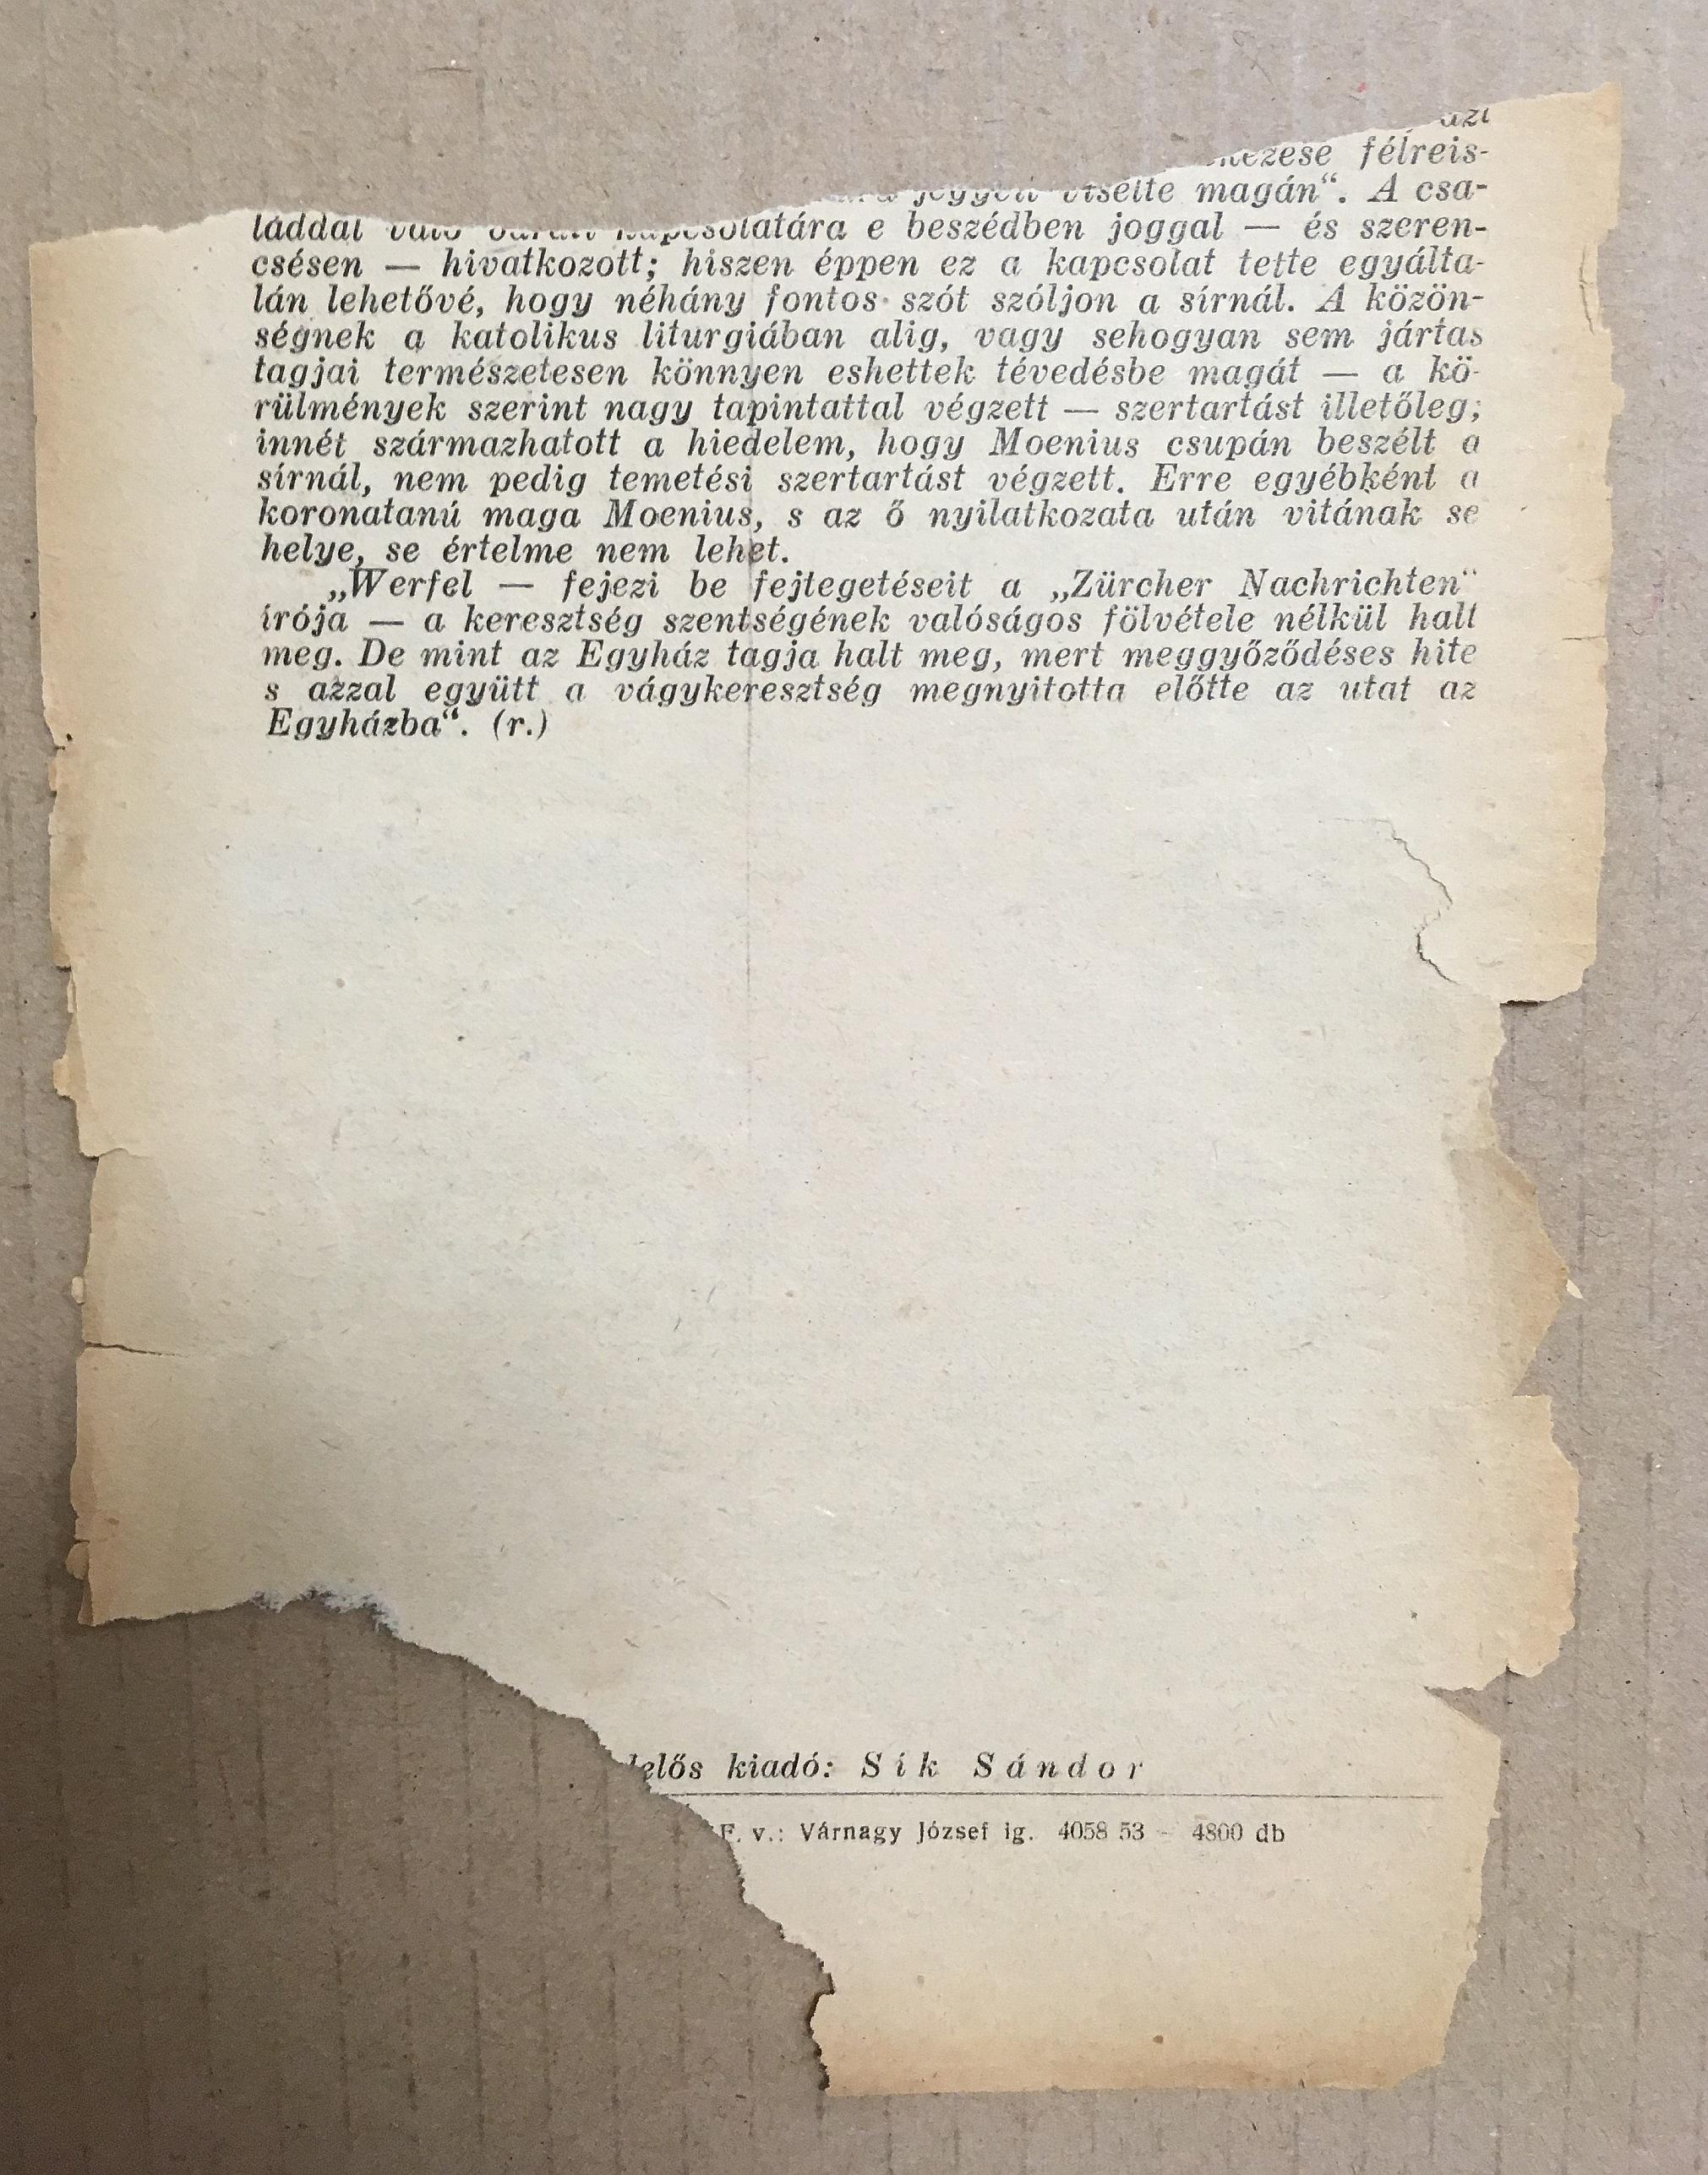 félreis-
viselte magán“. A csa-
láddal való baráti kapcsolatára e beszédben joggal — és szeren-
csésen — hivatkozott; hiszen éppen ez a kapcsolat tette egyálta-
lán lehetővé, hogy néhány fontos szót szóljon a sírnál. A közön-
ségnek a katolikus liturgiában alig, vagy sehogyan sem jártas
tagjai természetesen könnyen eshettek tévedésbe magát — a kö-
rülmények szerint nagy tapintattal végzett — szertartást illetőleg;
innét származhatott a hiedelem, hogy Moenius csupán beszélt a
sírnál, nem pedig temetési szertartást végzett. Erre egyébként a
koronatanú maga Moenius, s az ő nyilatkozata után vitának se
helye, se értelme nem lehet.
„Werfel — fejezi be fejtegetéseit a „Zürcher Nachrichten“
írója — a keresztség szentségének valóságos fölvétele nélkül halt
meg. De mint az Egyház tagja halt meg, mert meggyőződéses hite
s azzal együtt a vágykeresztség megnyitotta előtte az utat az
Egyházba“. (r.)
delős kiadó: Sík Sándor
F. v.: Várnagy József ig. 4058 53 - 4800 db